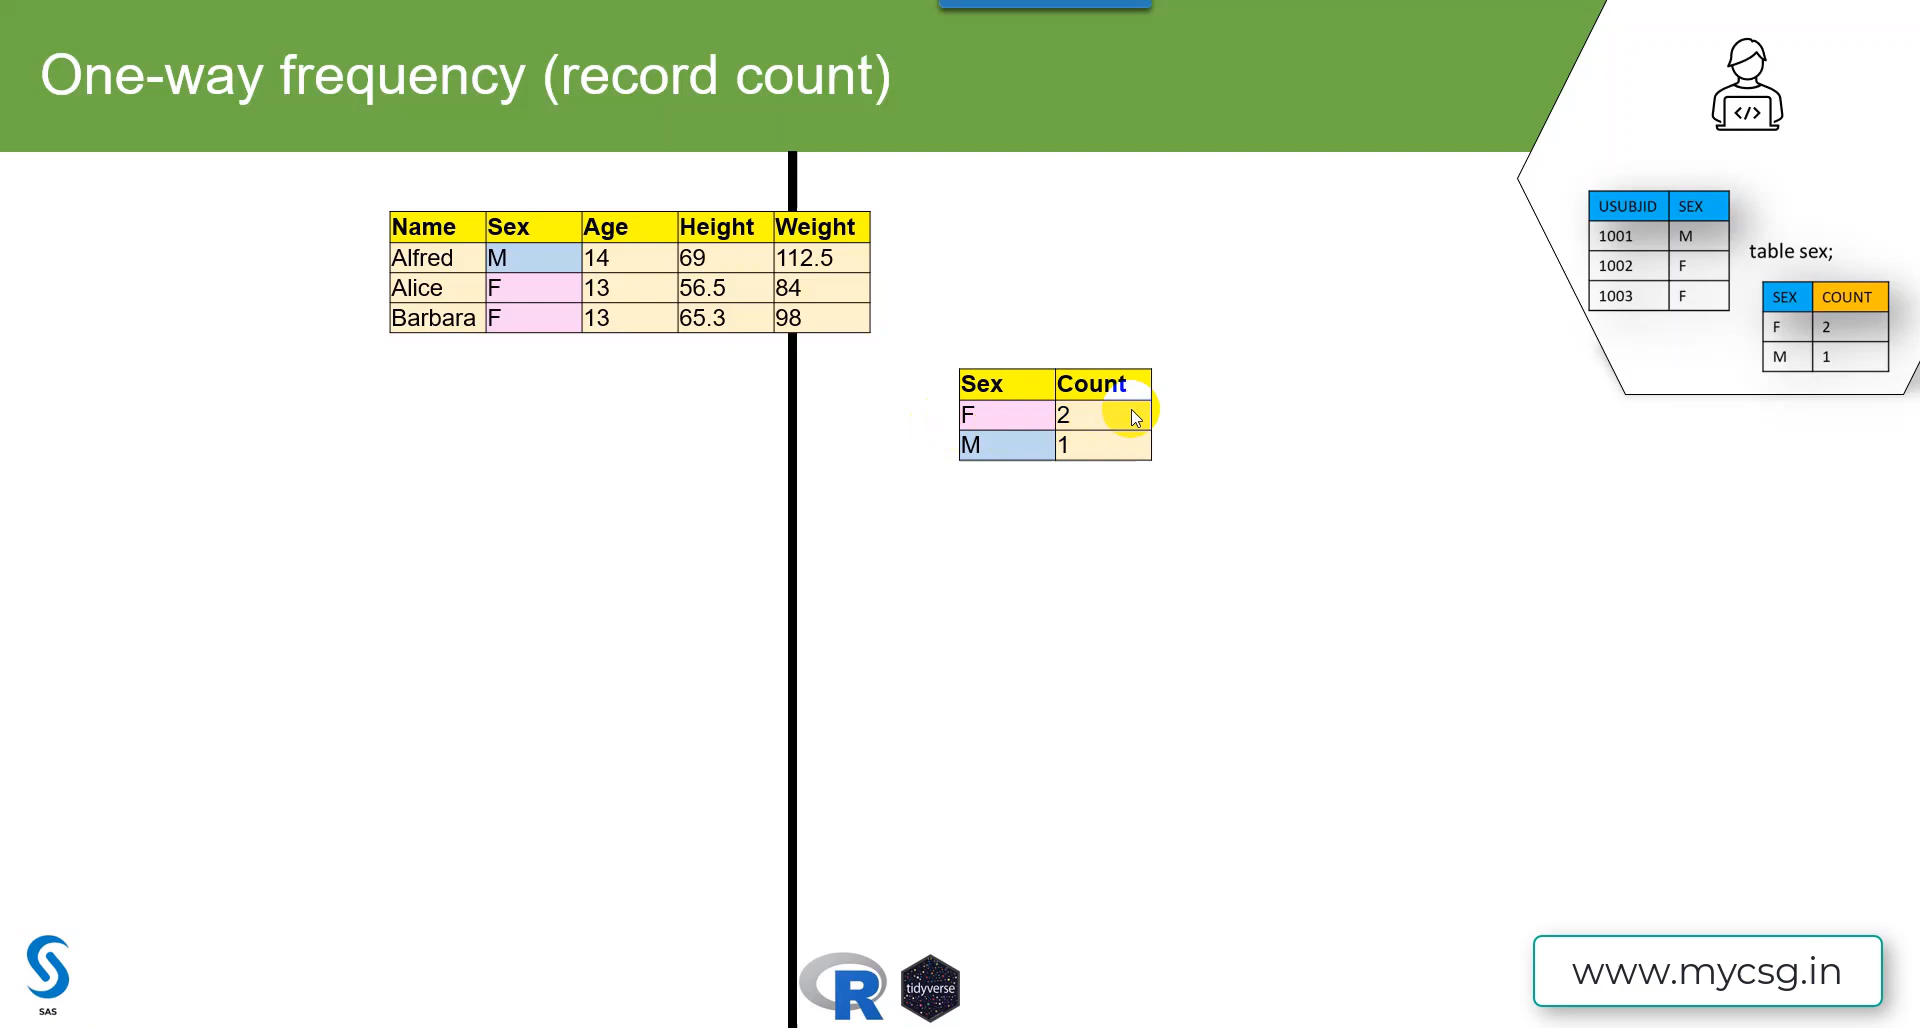 One-way frequency (record count)
</>
Name Sex Age Height Weight
Alfred M 14 69 112.5
Alice F 13 56.5 84
Barbara F 13 65.3 98
USUBJID SEX
1001 M
1002 F
1003 F
table sex;
SEX COUNT
F 2
M 1
Sex Count
F 2
M 1
SAS
R
tidyverse
www.mycsg.in